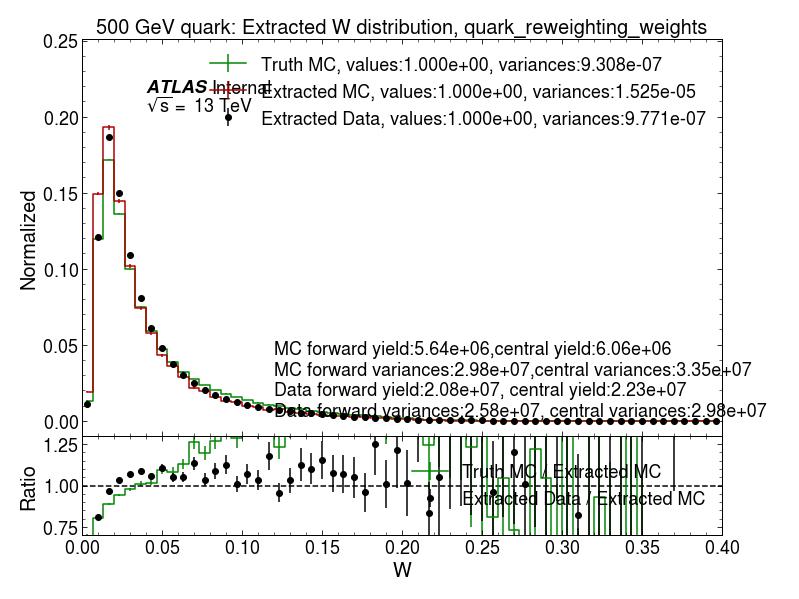 500 GeV quark: Extracted W distribution, quark_reweighting_weights
Normalized
0.25
0.20
0.15
0.10
0.05
0.00
ATLAS Internal
√s = 13 TeV
Truth MC, values:1.000e+00, variances:9.308e-07
Extracted MC, values:1.000e+00, variances:1.525e-05
Extracted Data, values:1.000e+00, variances:9.771e-07
MC forward yield:5.64e+06,central yield:6.06e+06
MC forward variances:2.98e+07,central variances:3.35e+07
Data forward yield:2.08e+07, central yield:2.23e+07
Data forward variances:2.58e+07, central variances:2.98e+07
Ratio
1.25
1.00
0.75
Truth MC / Extracted MC
Extracted Data / Extracted MC
0.00 0.05 0.10 0.15 0.20 0.25 0.30 0.35 0.40
W